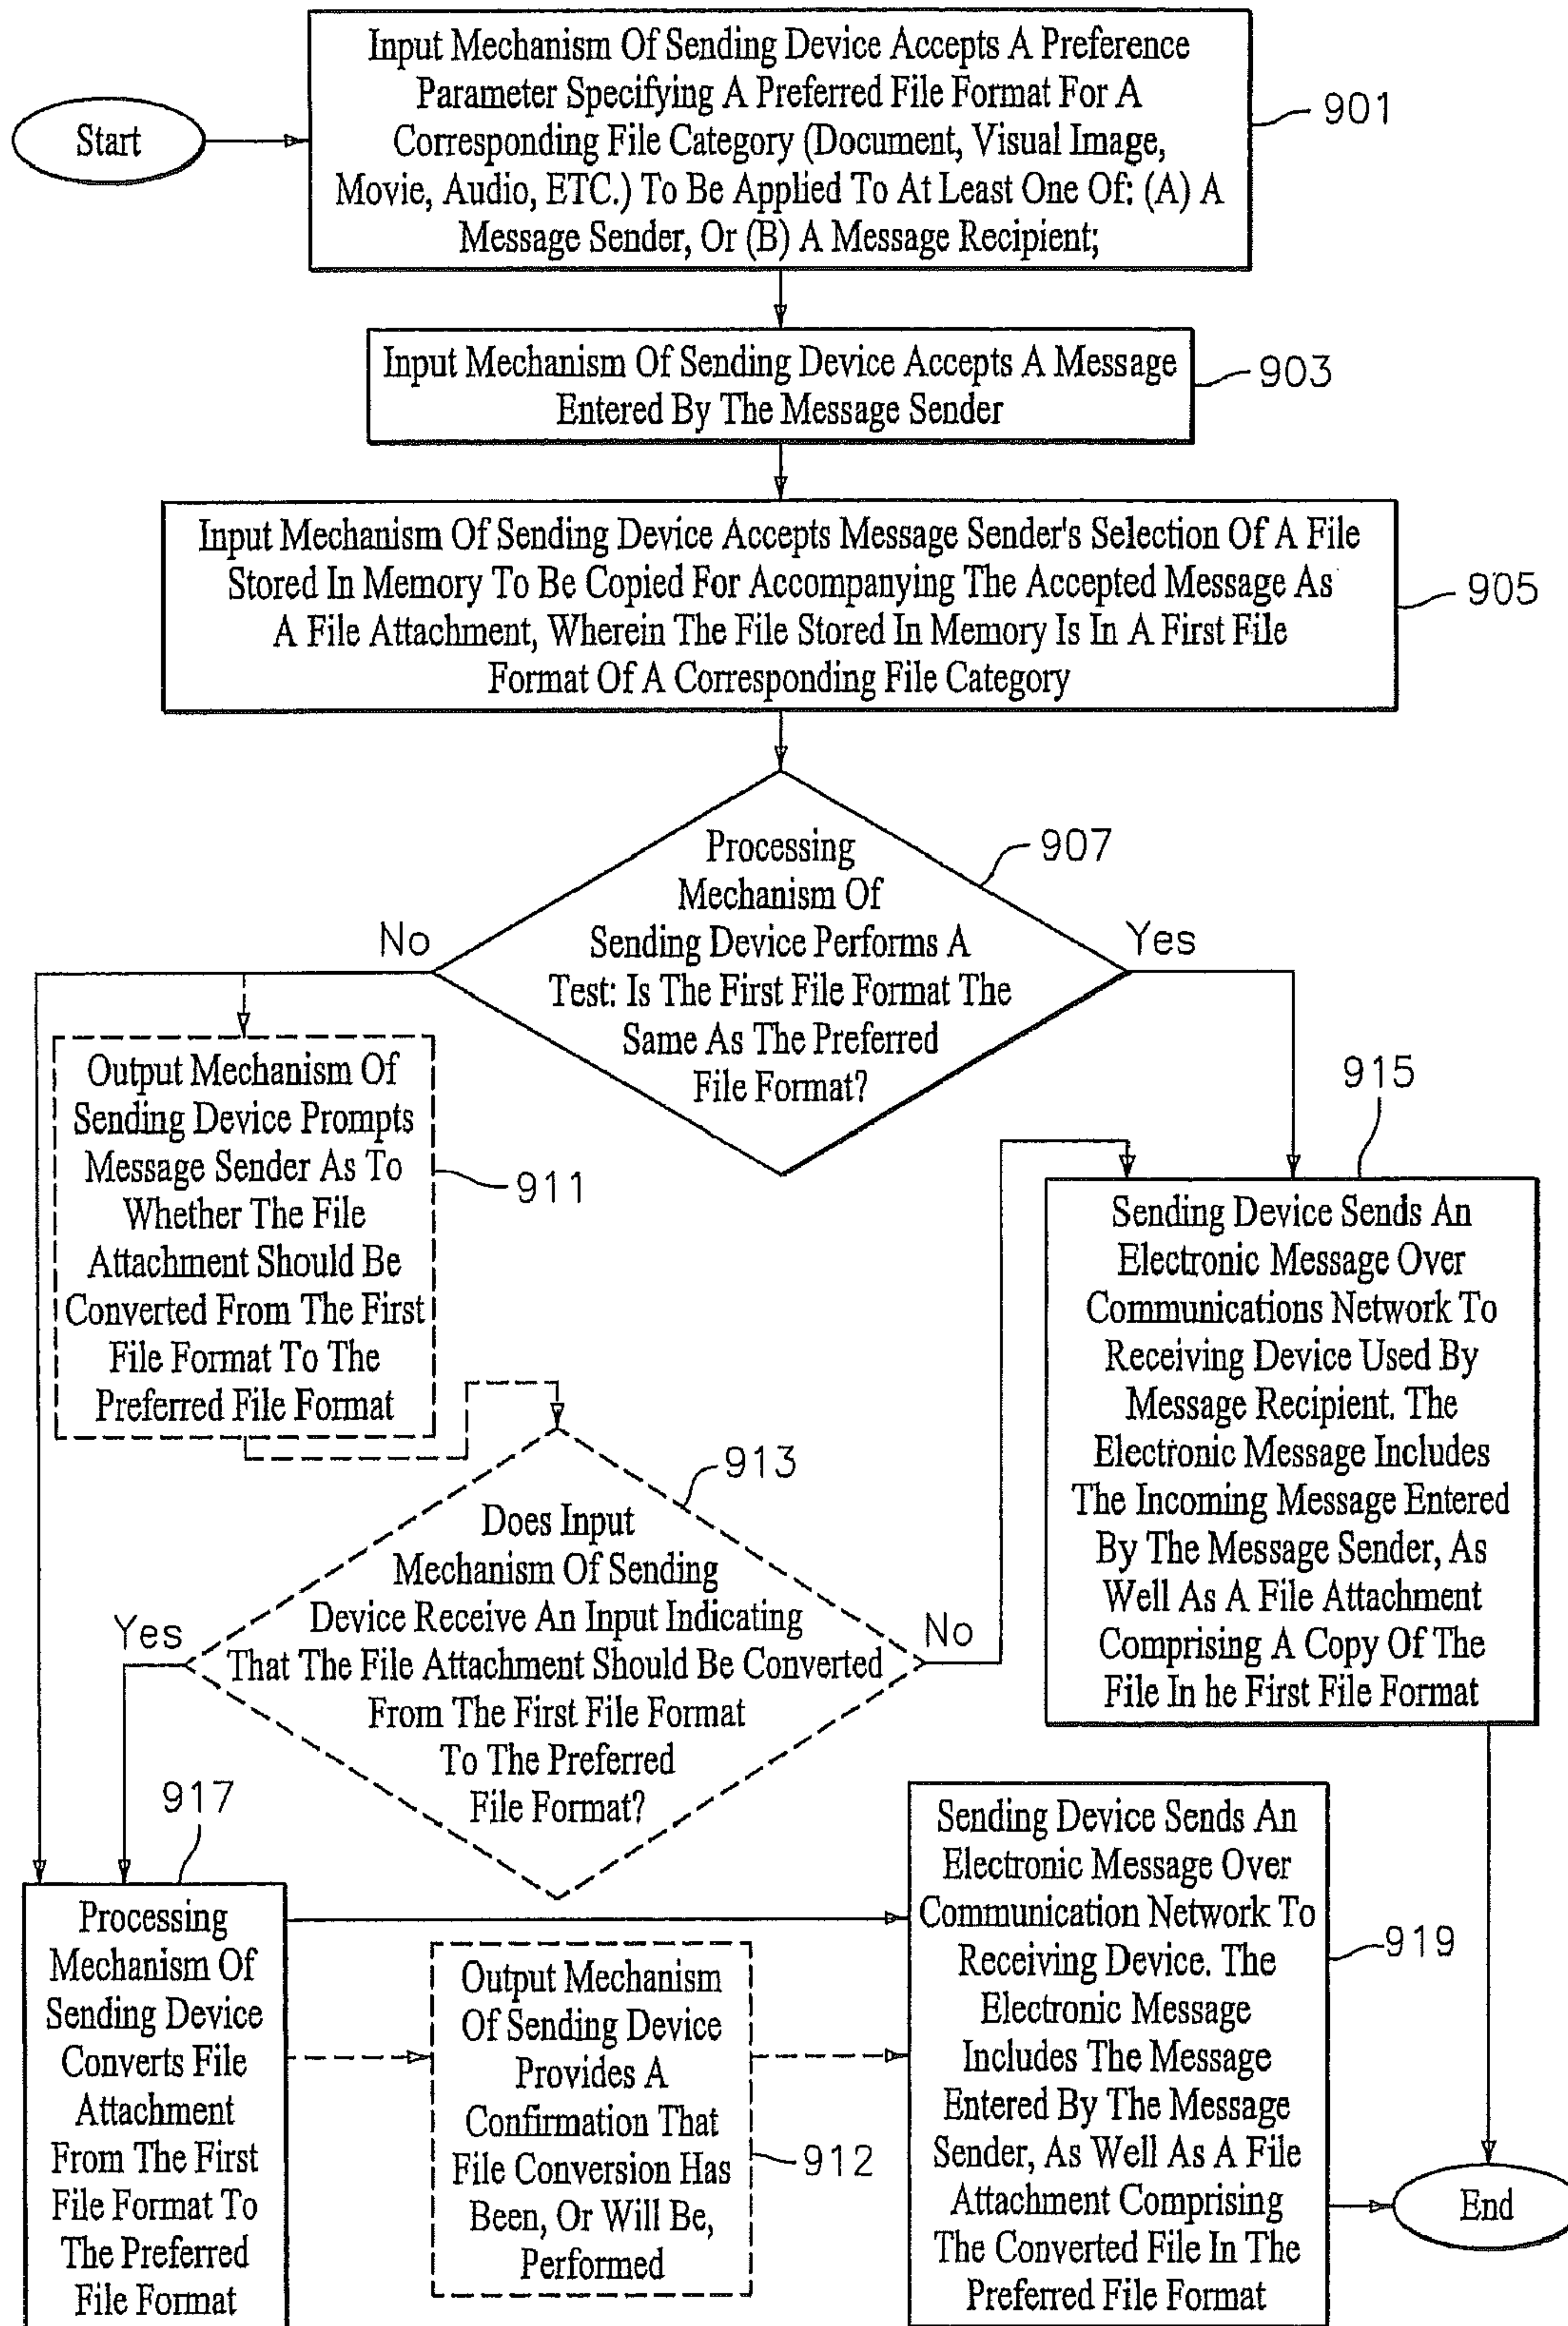 Start
Input Mechanism Of Sending Device Accepts A Preference
Parameter Specifying A Preferred File Format For A
Corresponding File Category (Document, Visual Image,
Movie, Audio, ETC.) To Be Applied To At Least One Of: (A) A
Message Sender, Or (B) A Message Recipient;
901
Input Mechanism Of Sending Device Accepts A Message
Entered By The Message Sender
903
Input Mechanism Of Sending Device Accepts Message Sender's Selection Of A File
Stored In Memory To Be Copied For Accompanying The Accepted Message As
A File Attachment, Wherein The File Stored In Memory Is In A First File
Format Of A Corresponding File Category
905
Processing
Mechanism Of
Sending Device Performs A
Test: Is The First File Format The
Same As The Preferred
File Format?
907
No
Yes
Output Mechanism Of
Sending Device Prompts
Message Sender As To
Whether The File
Attachment Should Be
Converted From The First
File Format To The
Preferred File Format
911
Does Input
Mechanism Of Sending
Device Receive An Input Indicating
That The File Attachment Should Be Converted
From The First File Format
To The Preferred
File Format?
913
Yes
No
915
Sending Device Sends An
Electronic Message Over
Communications Network To
Receiving Device Used By
Message Recipient. The
Electronic Message Includes
The Incoming Message Entered
By The Message Sender, As
Well As A File Attachment
Comprising A Copy Of The
File In he First File Format
917
Processing
Mechanism Of
Sending Device
Converts File
Attachment
From The First
File Format To
The Preferred
File Format
Output Mechanism
Of Sending Device
Provides A
Confirmation That
File Conversion Has
Been, Or Will Be,
Performed
912
Sending Device Sends An
Electronic Message Over
Communication Network To
Receiving Device. The
Electronic Message
Includes The Message
Entered By The Message
Sender, As Well As A File
Attachment Comprising
The Converted File In The
Preferred File Format
919
End